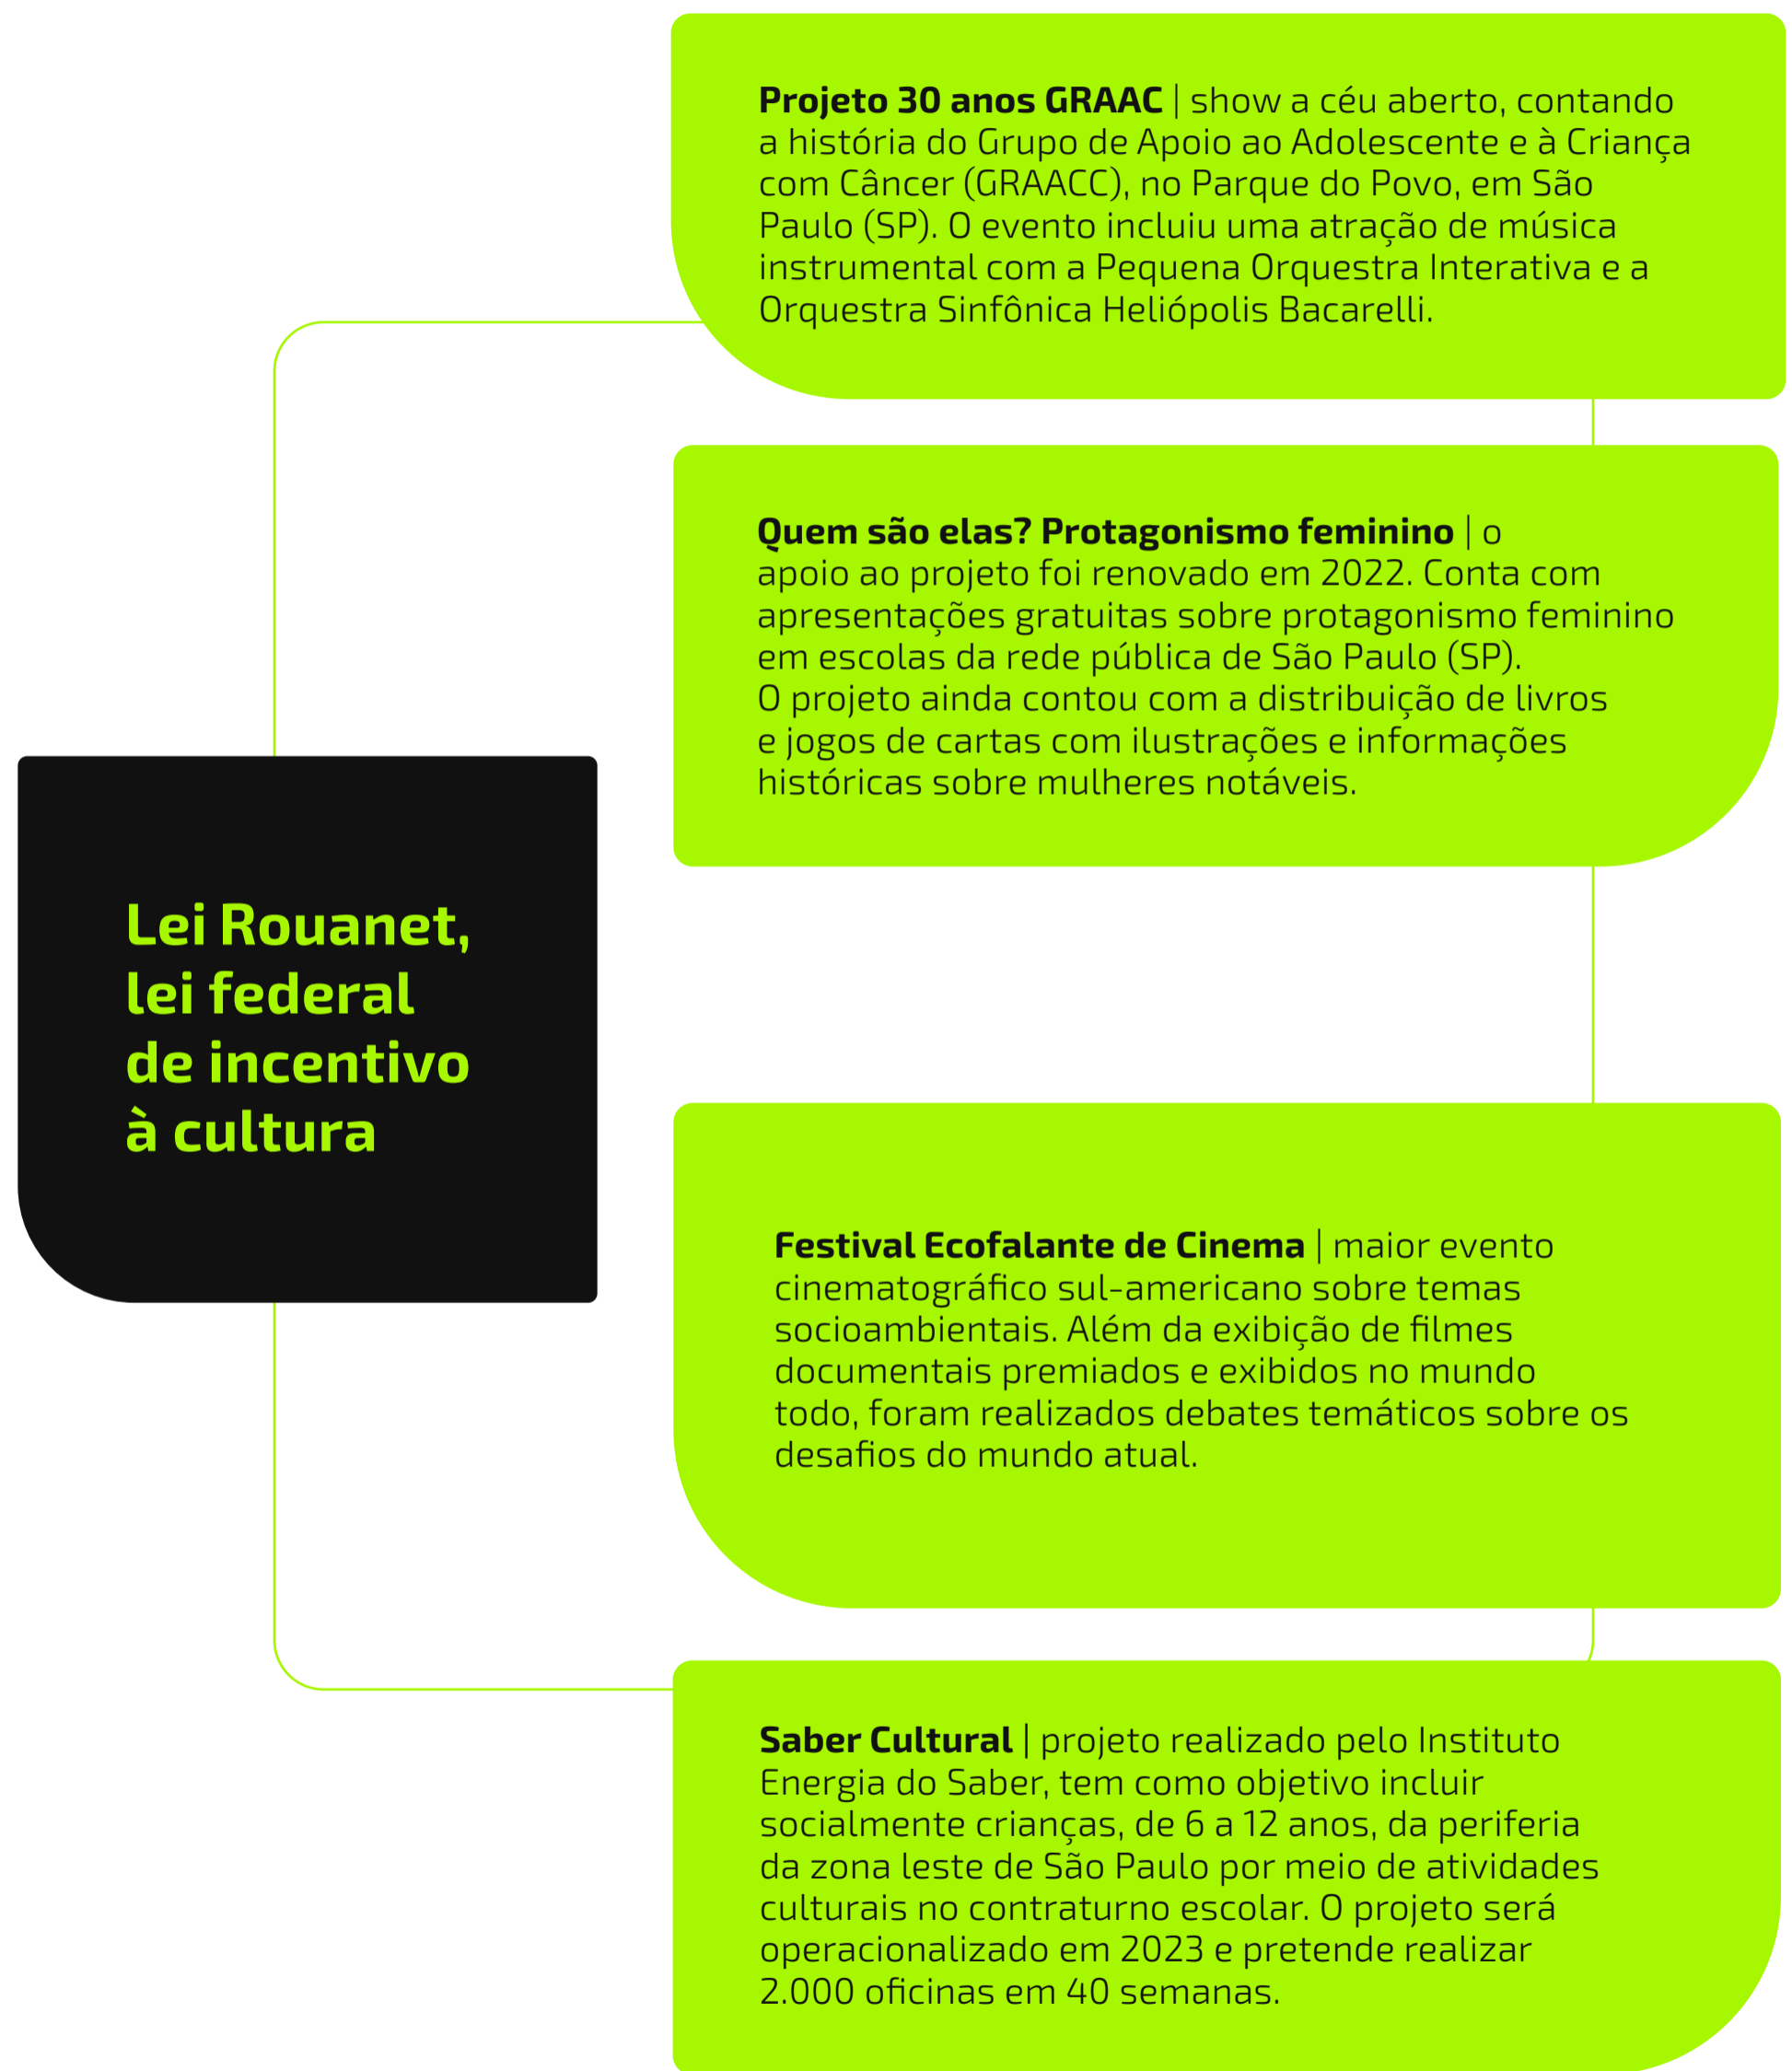 Projeto 30 anos GRAAC | show a céu aberto, contando
a história do Grupo de Apoio ao Adolescente e à Criança
com Câncer (GRAACC), no Parque do Povo, em São
Paulo (SP). O evento incluiu uma atração de música
instrumental com a Pequena Orquestra Interativa e a
Orquestra Sinfônica Heliópolis Bacarelli.
Quem são elas? Protagonismo feminino | o
apoio ao projeto foi renovado em 2022. Conta com
apresentações gratuitas sobre protagonismo feminino
em escolas da rede pública de São Paulo (SP).
O projeto ainda contou com a distribuição de livros
e jogos de cartas com ilustrações e informações
históricas sobre mulheres notáveis.
Lei Rouanet,
lei federal
de incentivo
à cultura
Festival Ecofalante de Cinema | maior evento
cinematográfico sul-americano sobre temas
socioambientais. Além da exibição de filmes
documentais premiados e exibidos no mundo
todo, foram realizados debates temáticos sobre os
desafios do mundo atual.
Saber Cultural | projeto realizado pelo Instituto
Energia do Saber, tem como objetivo incluir
socialmente crianças, de 6 a 12 anos, da periferia
da zona leste de São Paulo por meio de atividades
culturais no contraturno escolar. O projeto será
operacionalizado em 2023 e pretende realizar
2.000 oficinas em 40 semanas.